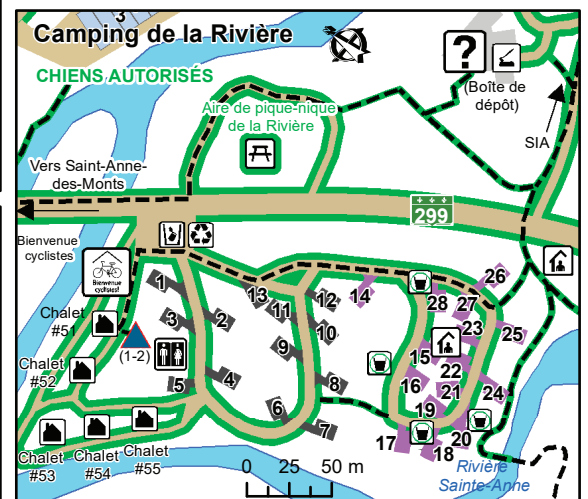 3
Camping de la Rivière
CHIENS AUTORISÉS
?
(Boîte de
dépôt)
Aire de pique-nique
de la Rivière
SIA
Vers Saint-Anne-
des-Monts
299
Bienvenue
cyclistes
Bienvenue
cyclistes!
Chalet
#51
Chalet
#52
(1-2)
1
2
3
4
5
6
7
8
9
10
11
12
13
14
15
16
17
18
19
20
21
22
23
24
25
26
27
28
Chalet
#53
Chalet
#54
Chalet
#55
0 25 50 m
Rivière
Sainte-Anne